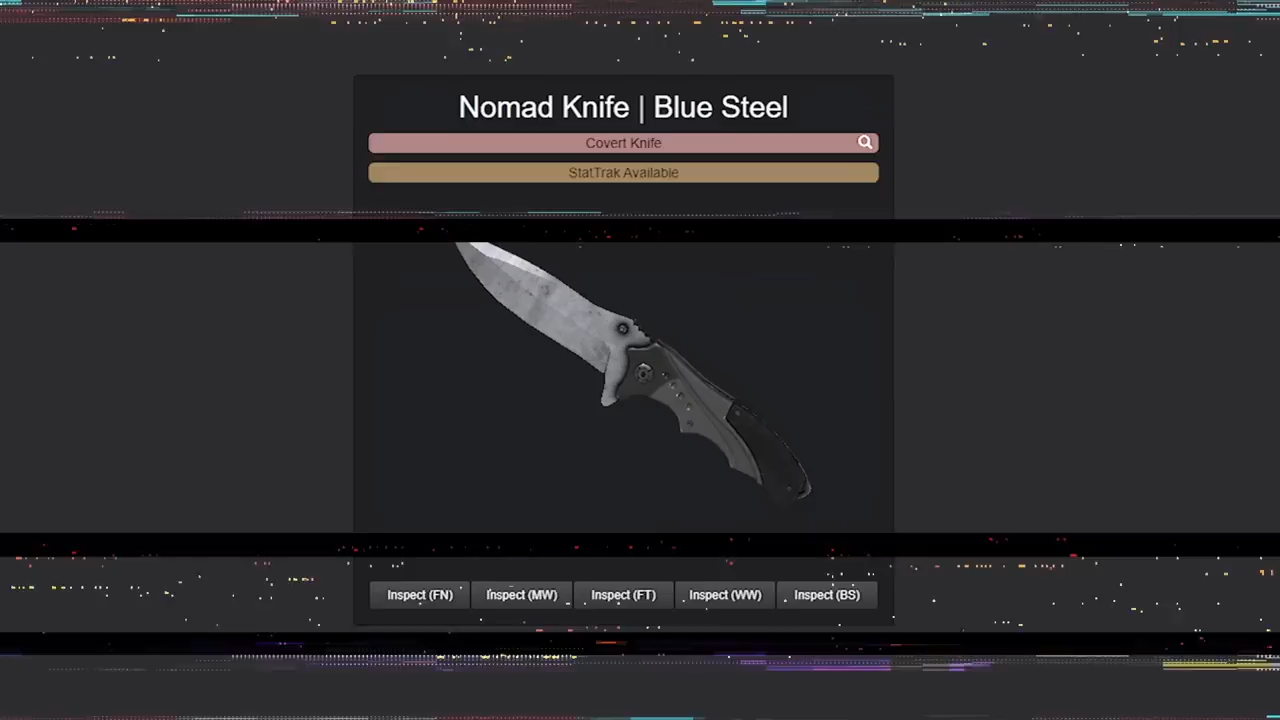 Nomad Knife | Blue Steel
Covert Knife
StatTrak Available
Inspect (FN) Inspect (MW) Inspect (FT) Inspect (WW) Inspect (BS)